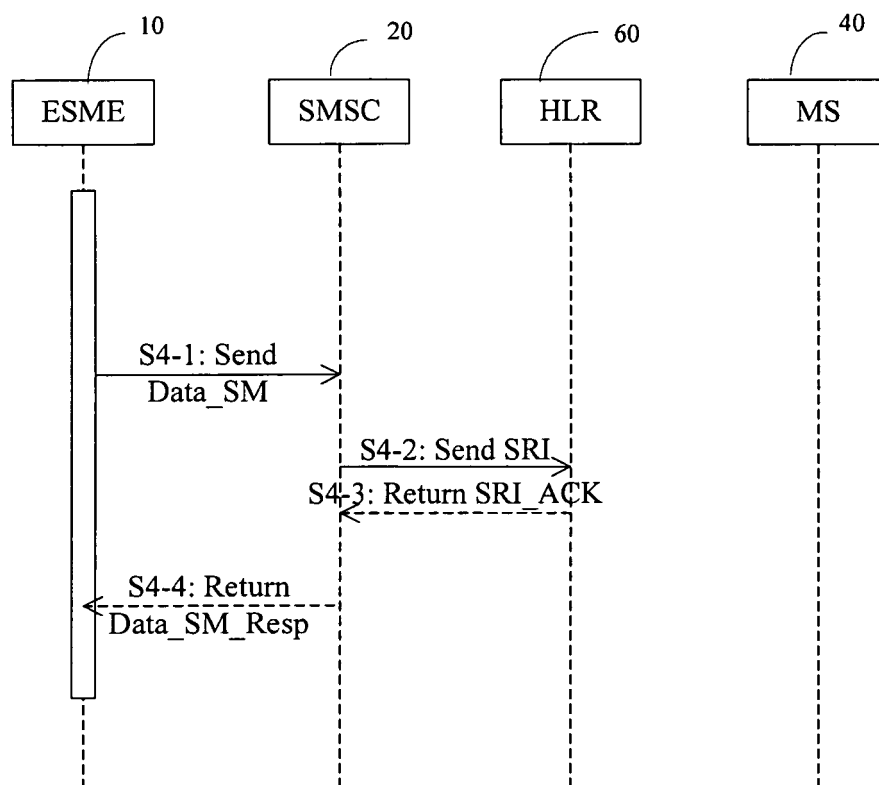 10
20
60
40
ESME
SMSC
HLR
MS
S4-1: Send
Data_SM
S4-2: Send SRI
S4-3: Return SRI_ACK
S4-4: Return
Data_SM_Resp